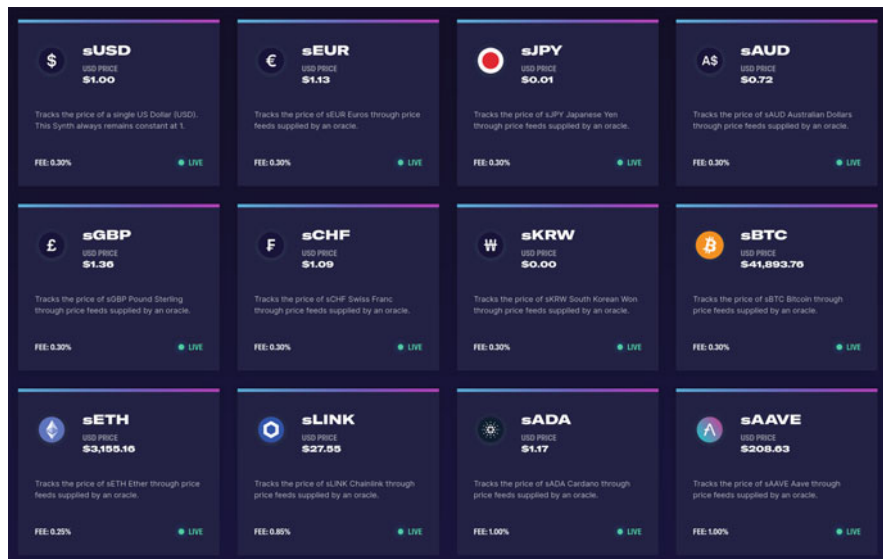 $
sUSD
USD PRICE
$1.00
Tracks the price of a single US Dollar (USD).
This Synth always remains constant at 1.
FEE: 0.30%
LIVE
€
sEUR
USD PRICE
$1.13
Tracks the price of sEUR Euros through price
feeds supplied by an oracle.
FEE: 0.30%
LIVE
sJPY
USD PRICE
$0.01
Tracks the price of sJPY Japanese Yen
through price feeds supplied by an oracle.
FEE: 0.30%
LIVE
A$
sAUD
USD PRICE
$0.72
Tracks the price of sAUD Australian Dollars
through price feeds supplied by an oracle.
FEE: 0.30%
LIVE
£
sGBP
USD PRICE
$1.36
Tracks the price of sGBP Pound Sterling
through price feeds supplied by an oracle.
FEE: 0.30%
LIVE
₣
sCHF
USD PRICE
$1.09
Tracks the price of sCHF Swiss Franc
through price feeds supplied by an oracle.
FEE: 0.30%
LIVE
₩
sKRW
USD PRICE
$0.00
Tracks the price of sKRW South Korean Won
through price feeds supplied by an oracle.
FEE: 0.30%
LIVE
₿
sBTC
USD PRICE
$41,893.76
Tracks the price of sBTC Bitcoin through
price feeds supplied by an oracle.
FEE: 0.30%
LIVE
sETH
USD PRICE
$3,155.16
Tracks the price of sETH Ether through price
feeds supplied by an oracle.
FEE: 0.25%
LIVE
sLINK
USD PRICE
$27.55
Tracks the price of sLINK Chainlink through
price feeds supplied by an oracle.
FEE: 0.85%
LIVE
sADA
USD PRICE
$1.17
Tracks the price of sADA Cardano through
price feeds supplied by an oracle.
FEE: 1.00%
LIVE
sAAVE
USD PRICE
$208.63
Tracks the price of sAAVE Aave through
price feeds supplied by an oracle.
FEE: 1.00%
LIVE